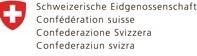 Schweizerische Eidgenossenschaft
Confédération suisse
Confederazione Svizzera
Confederaziun svizra